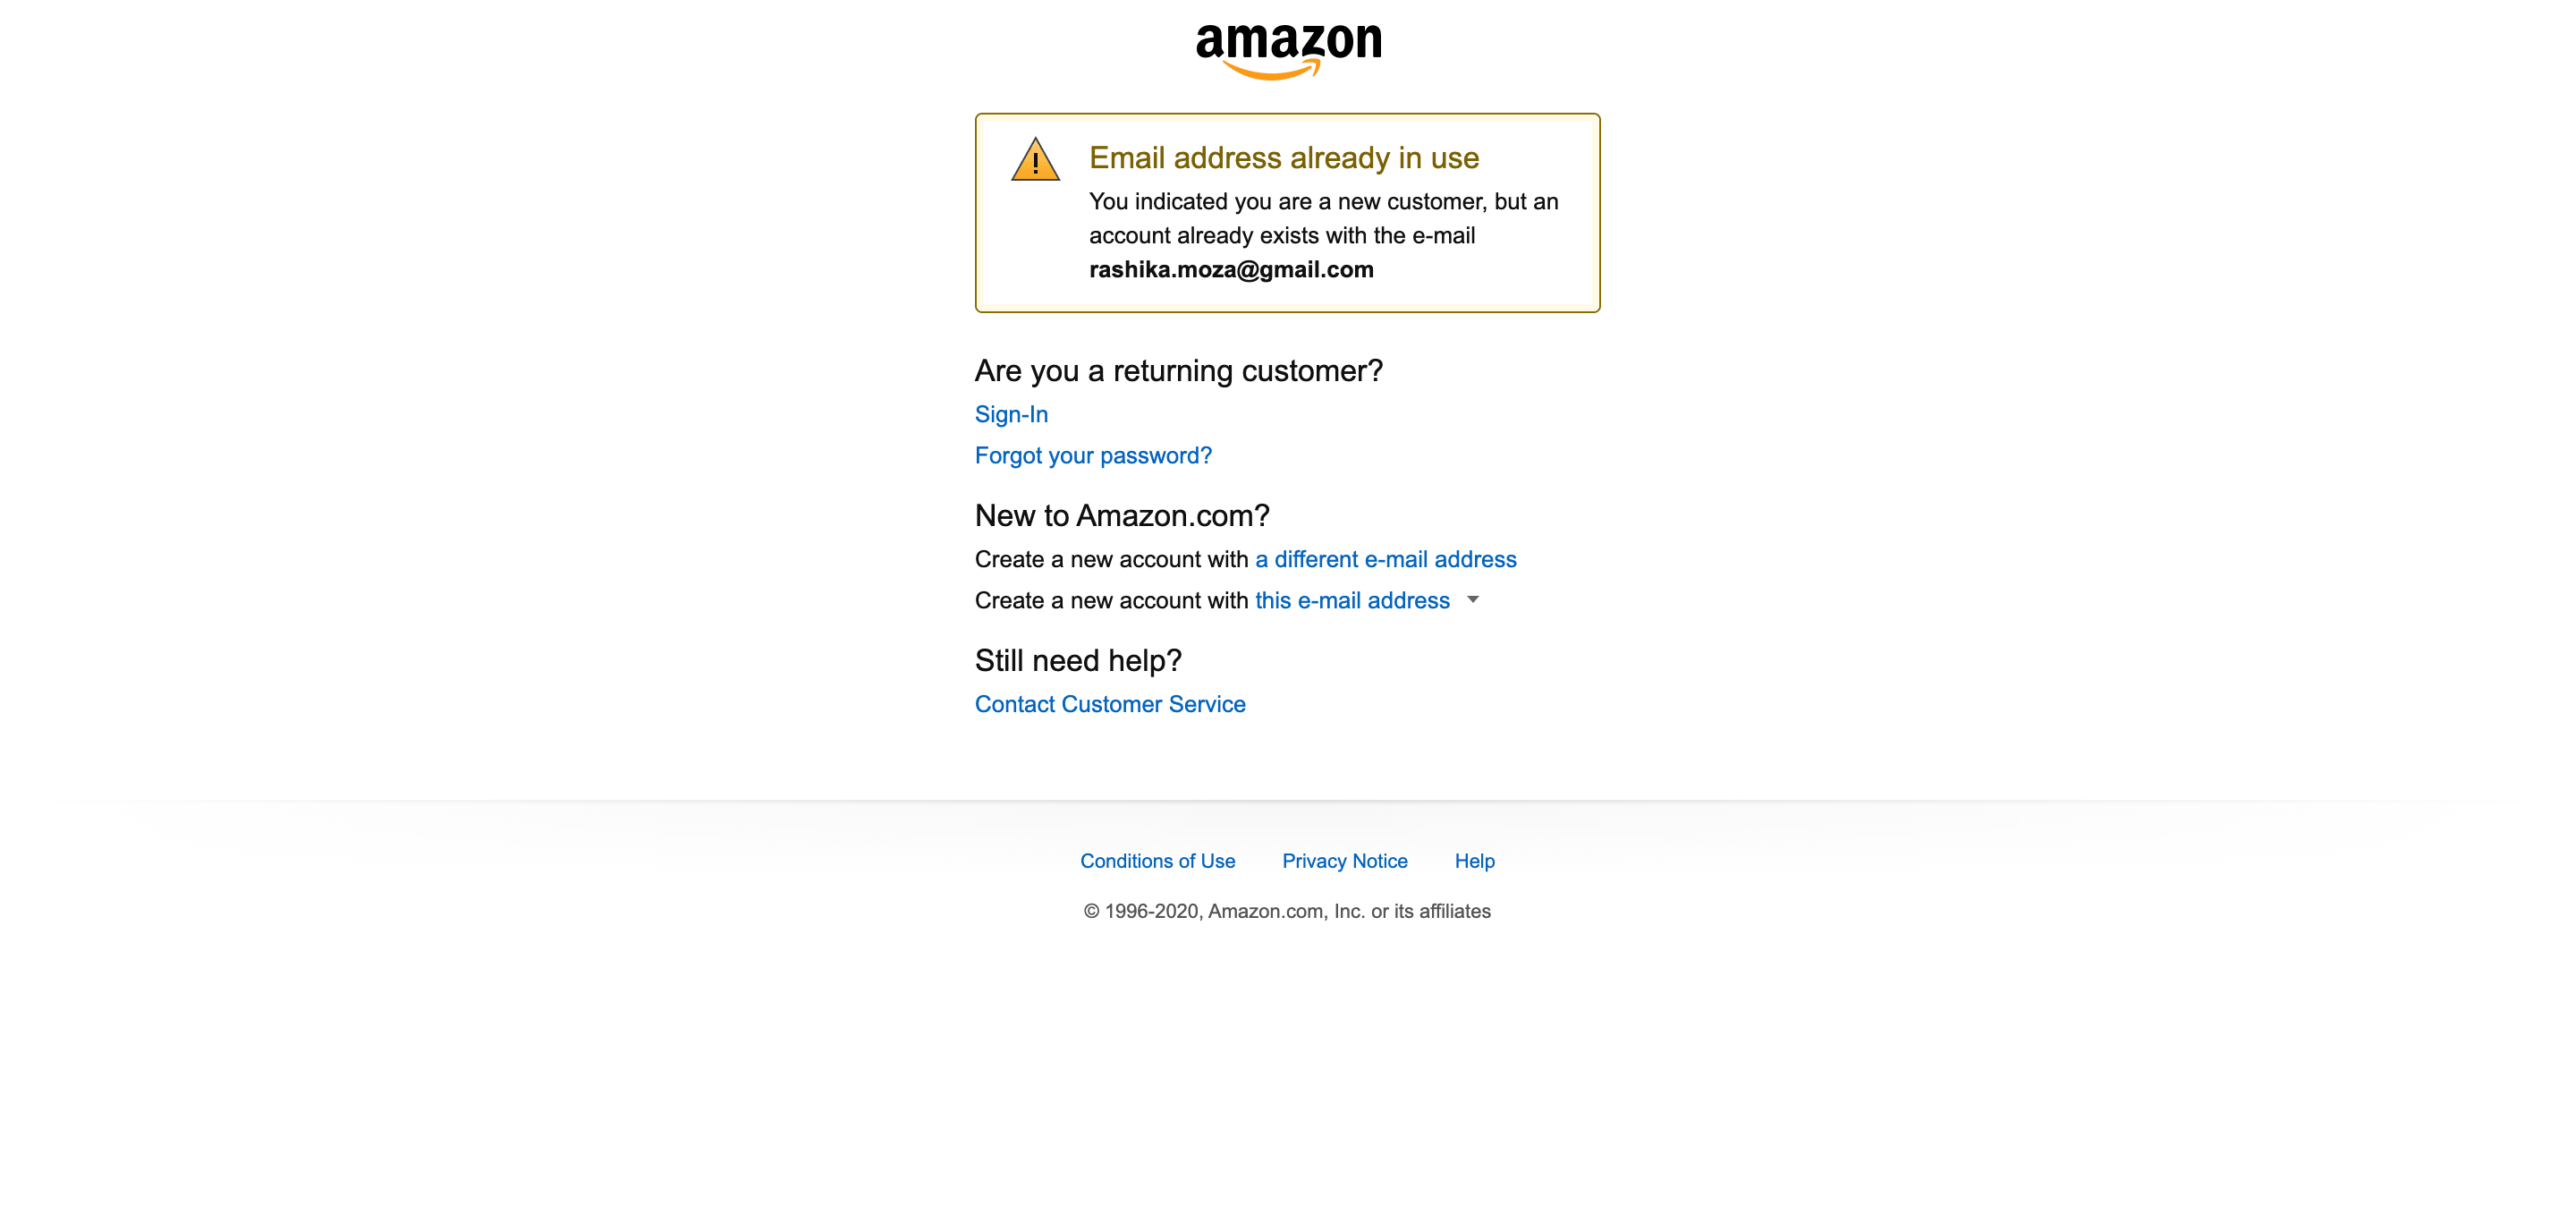 amazon
Email address already in use
You indicated you are a new customer, but an
account already exists with the e-mail
rashika.moza@gmail.com
Are you a returning customer?
Sign-In
Forgot your password?
New to Amazon.com?
Create a new account with a different e-mail address
Create a new account with this e-mail address
Still need help?
Contact Customer Service
Conditions of Use Privacy Notice Help
© 1996-2020, Amazon.com, Inc. or its affiliates